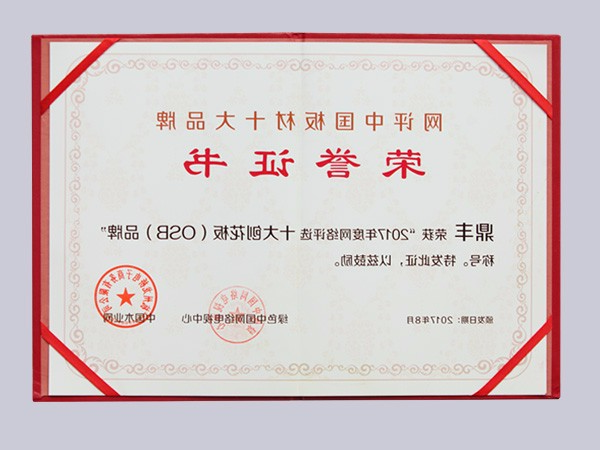 网评中国板材十大品牌
荣誉证书
鼎丰 荣获“2017年度网络评选十大刨花板（OSB）品牌”
称号。特发此证，以兹鼓励。
颁发日期：2017年8月 绿色中国网络电视中心 中国木业网